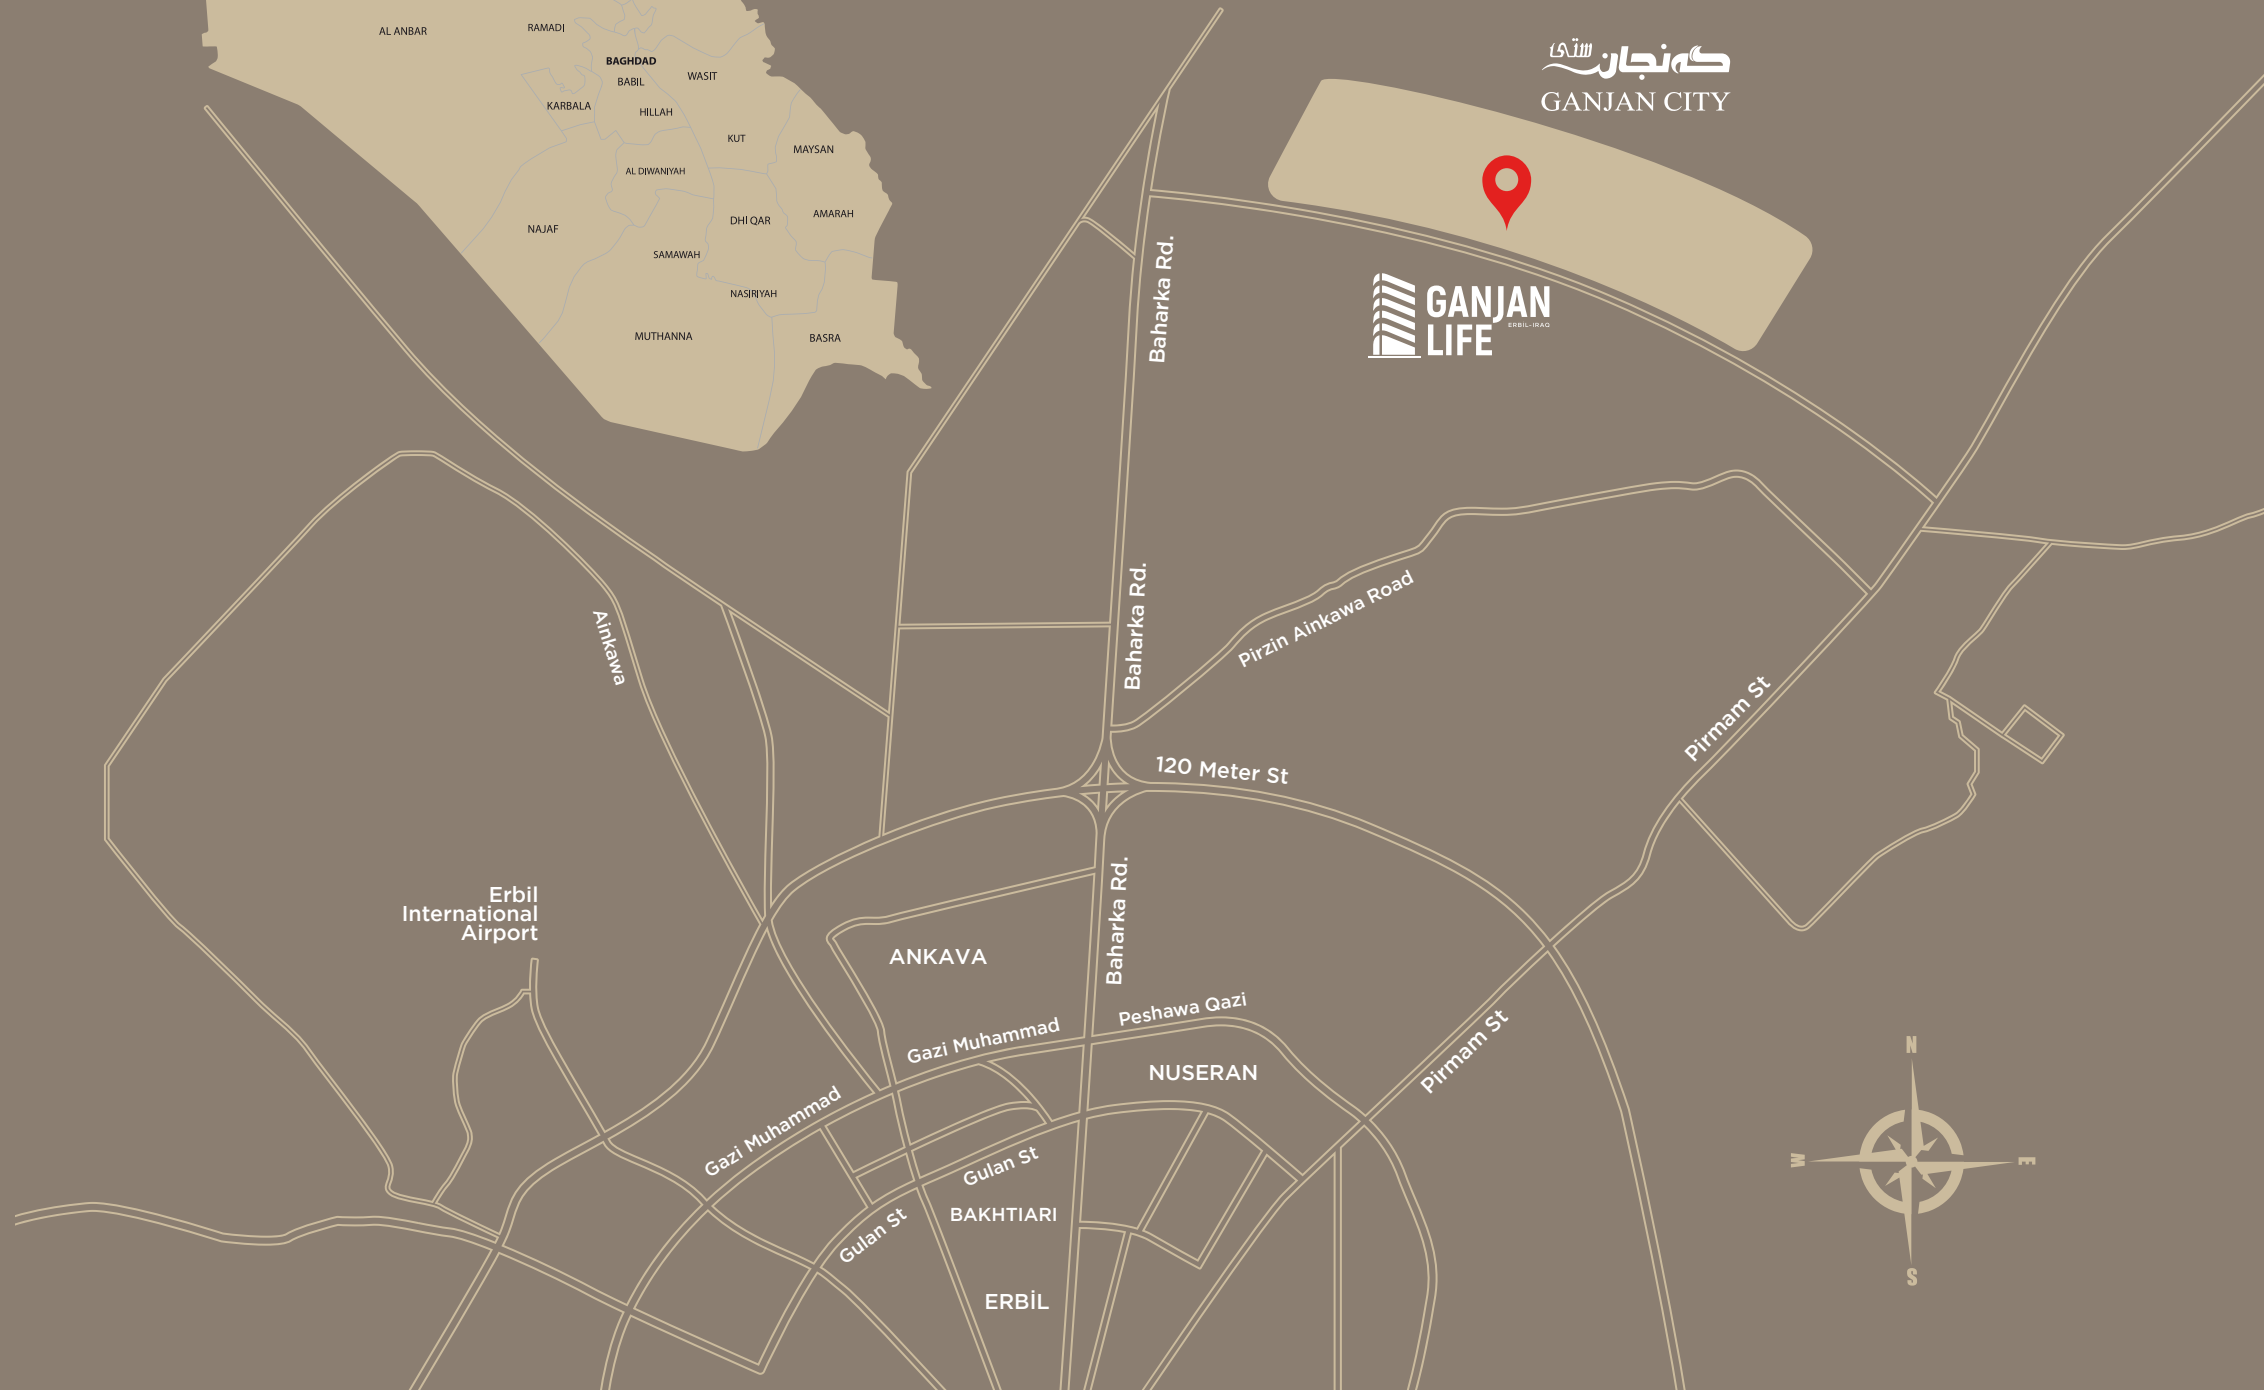 AL ANBAR
RAMADI
BAGHDAD
BABIL
WASIT
KARBALA
HILLAH
KUT
MAYSAN
AL DIWANIYAH
AMARAH
DHİ QAR
NAJAF
SAMAWAH
NASIRIYAH
MUTHANNA
BASRA
كەنجان ستی
GANJAN CITY
GANJAN
LIFE
ERBIL-IRAQ
Baharka Rd.
Baharka Rd.
Pirzin Ainkawa Road
Ainkawa
Pirmam St
120 Meter St
Baharka Rd.
Erbil
International
Airport
ANKAVA
Peshawa Qazi
Gazi Muhammad
Pirmam St
NUSERAN
Gazi Muhammad
Gulan St
BAKHTIARI
Gulan St
ERBİL
N
W
E
S